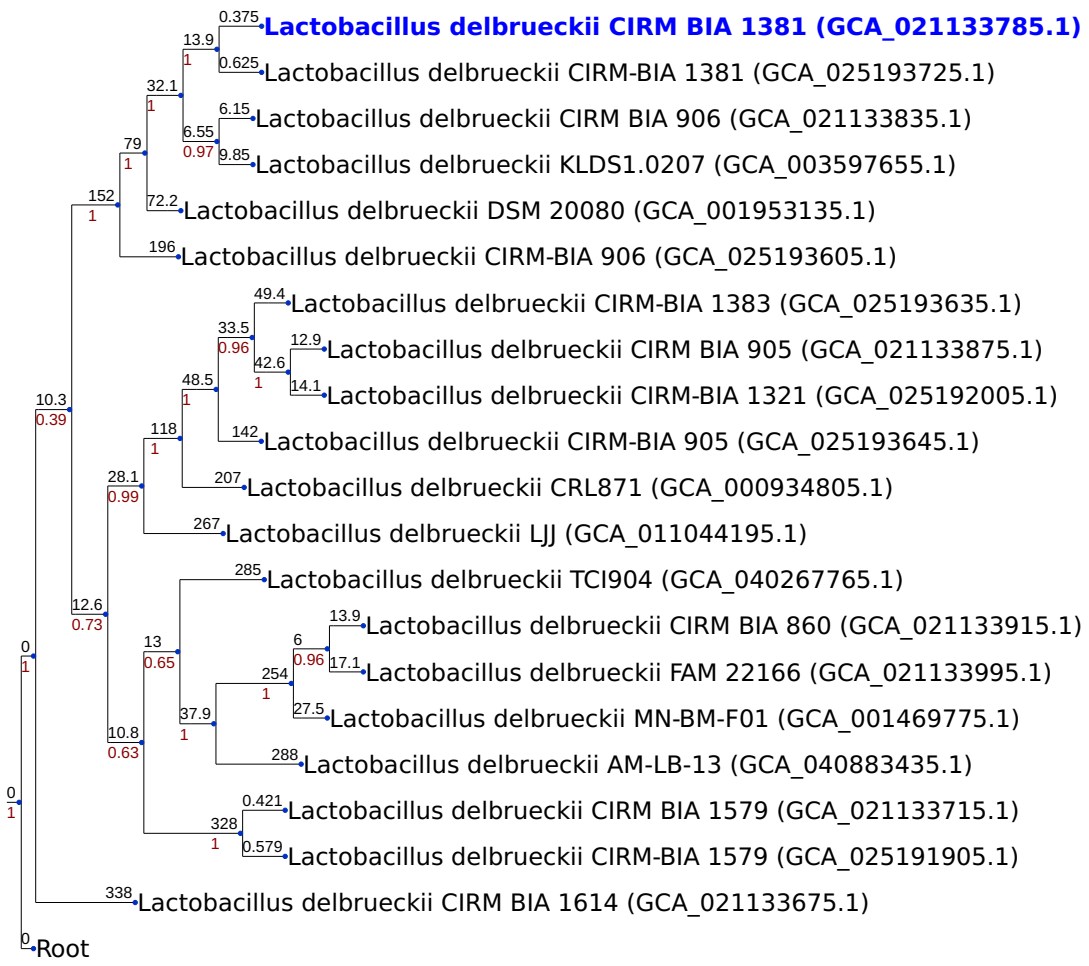 0.375
Lactobacillus delbrueckii CIRM BIA 1381 (GCA_021133785.1)
13.9
1
0.625
Lactobacillus delbrueckii CIRM-BIA 1381 (GCA_025193725.1)
32.1
1
6.15
Lactobacillus delbrueckii CIRM BIA 906 (GCA_021133835.1)
6.55
0.97
9.85
Lactobacillus delbrueckii KLDS1.0207 (GCA_003597655.1)
79
1
72.2
Lactobacillus delbrueckii DSM 20080 (GCA_001953135.1)
152
1
196
Lactobacillus delbrueckii CIRM-BIA 906 (GCA_025193605.1)
49.4
Lactobacillus delbrueckii CIRM-BIA 1383 (GCA_025193635.1)
33.5
0.96
12.9
Lactobacillus delbrueckii CIRM BIA 905 (GCA_021133875.1)
42.6
1
14.1
Lactobacillus delbrueckii CIRM-BIA 1321 (GCA_025192005.1)
48.5
1
142
Lactobacillus delbrueckii CIRM-BIA 905 (GCA_025193645.1)
10.3
0.39
118
1
207
Lactobacillus delbrueckii CRL871 (GCA_000934805.1)
28.1
0.99
267
Lactobacillus delbrueckii LJJ (GCA_011044195.1)
285
Lactobacillus delbrueckii TCI904 (GCA_040267765.1)
12.6
0.73
13.9
Lactobacillus delbrueckii CIRM BIA 860 (GCA_021133915.1)
6
0.96
17.1
Lactobacillus delbrueckii FAM 22166 (GCA_021133995.1)
0
1
13
0.65
254
1
27.5
Lactobacillus delbrueckii MN-BM-F01 (GCA_001469775.1)
37.9
1
288
Lactobacillus delbrueckii AM-LB-13 (GCA_040883435.1)
10.8
0.63
0
1
0.421
Lactobacillus delbrueckii CIRM BIA 1579 (GCA_021133715.1)
328
1
0.579
Lactobacillus delbrueckii CIRM-BIA 1579 (GCA_025191905.1)
338
Lactobacillus delbrueckii CIRM BIA 1614 (GCA_021133675.1)
0
Root